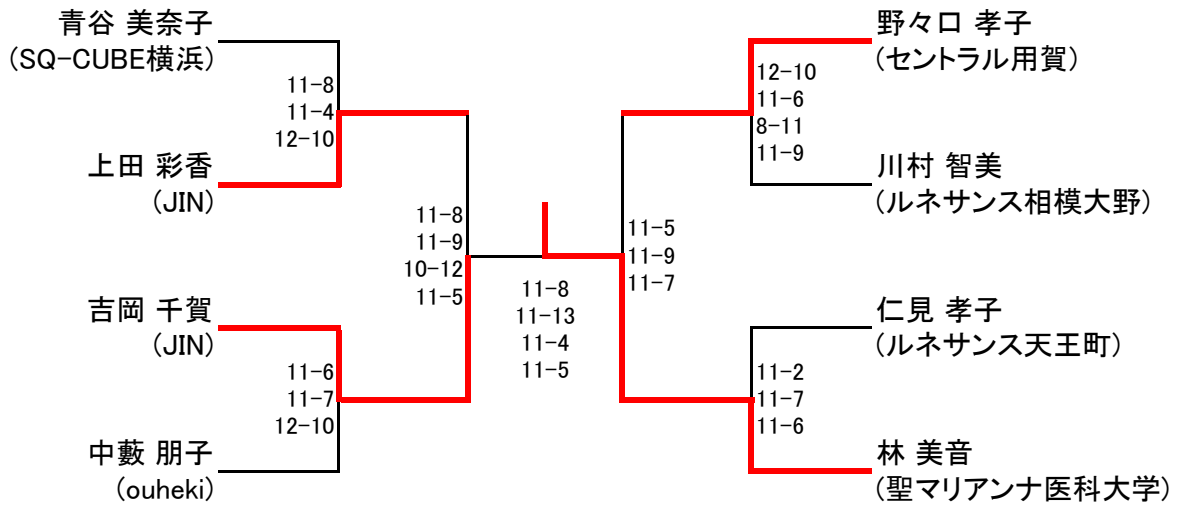 青谷 美奈子
(SQ-CUBE横浜)
11-8
11-4
12-10
上田 彩香
(JIN)
11-8
11-9
10-12
11-5
吉岡 千賀
(JIN)
11-6
11-7
12-10
中藪 朋子
(ouheki)
11-8
11-13
11-4
11-5
野々口 孝子
(セントラル用賀)
12-10
11-6
8-11
11-9
川村 智美
(ルネサンス相模大野)
11-5
11-9
11-7
仁見 孝子
(ルネサンス天王町)
11-2
11-7
11-6
林 美音
(聖マリアンナ医科大学)